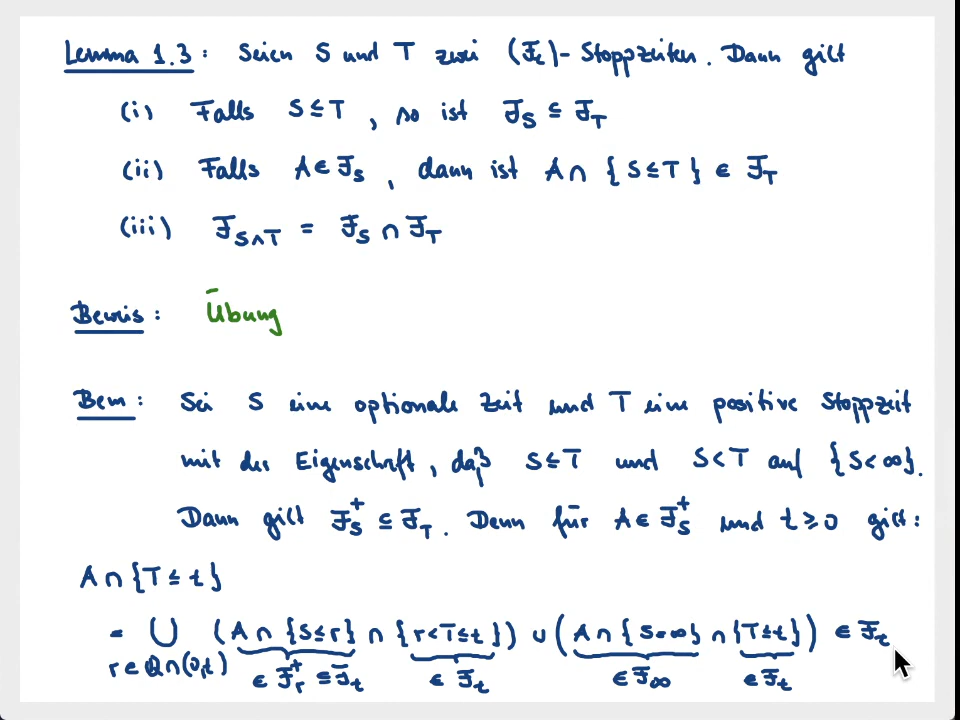 Lemma 1.3: Seien S und T zwei (ℱ_t)-Stoppzeiten. Dann gilt
(i) Falls S ≤ T, so ist ℱ_S ⊆ ℱ_T
(ii) Falls A ∈ ℱ_S, dann ist A ∩ {S ≤ T} ∈ ℱ_T
(iii) ℱ_{S∧T} = ℱ_S ∩ ℱ_T
Beweis: Übung
Bem: Sei S eine optionale Zeit und T eine positive Stoppzeit
mit der Eigenschaft, daß S ≤ T und S < T auf {S < ∞}.
Dann gilt ℱ_S^+ ⊆ ℱ_T. Denn für A ∈ ℱ_S^+ und t ≥ 0 gilt:
A ∩ {T ≤ t}
= ⋃ (A ∩ {S ≤ r} ∩ {r < T ≤ t}) ∪ (A ∩ {S = ∞} ∩ {T ≤ t}) ∈ ℱ_t
r ∈ ℚ ∩ (0,t) ∈ ℱ_r^+ ⊆ ℱ_t ∈ ℱ_t ∈ ℱ_∞ ∈ ℱ_t